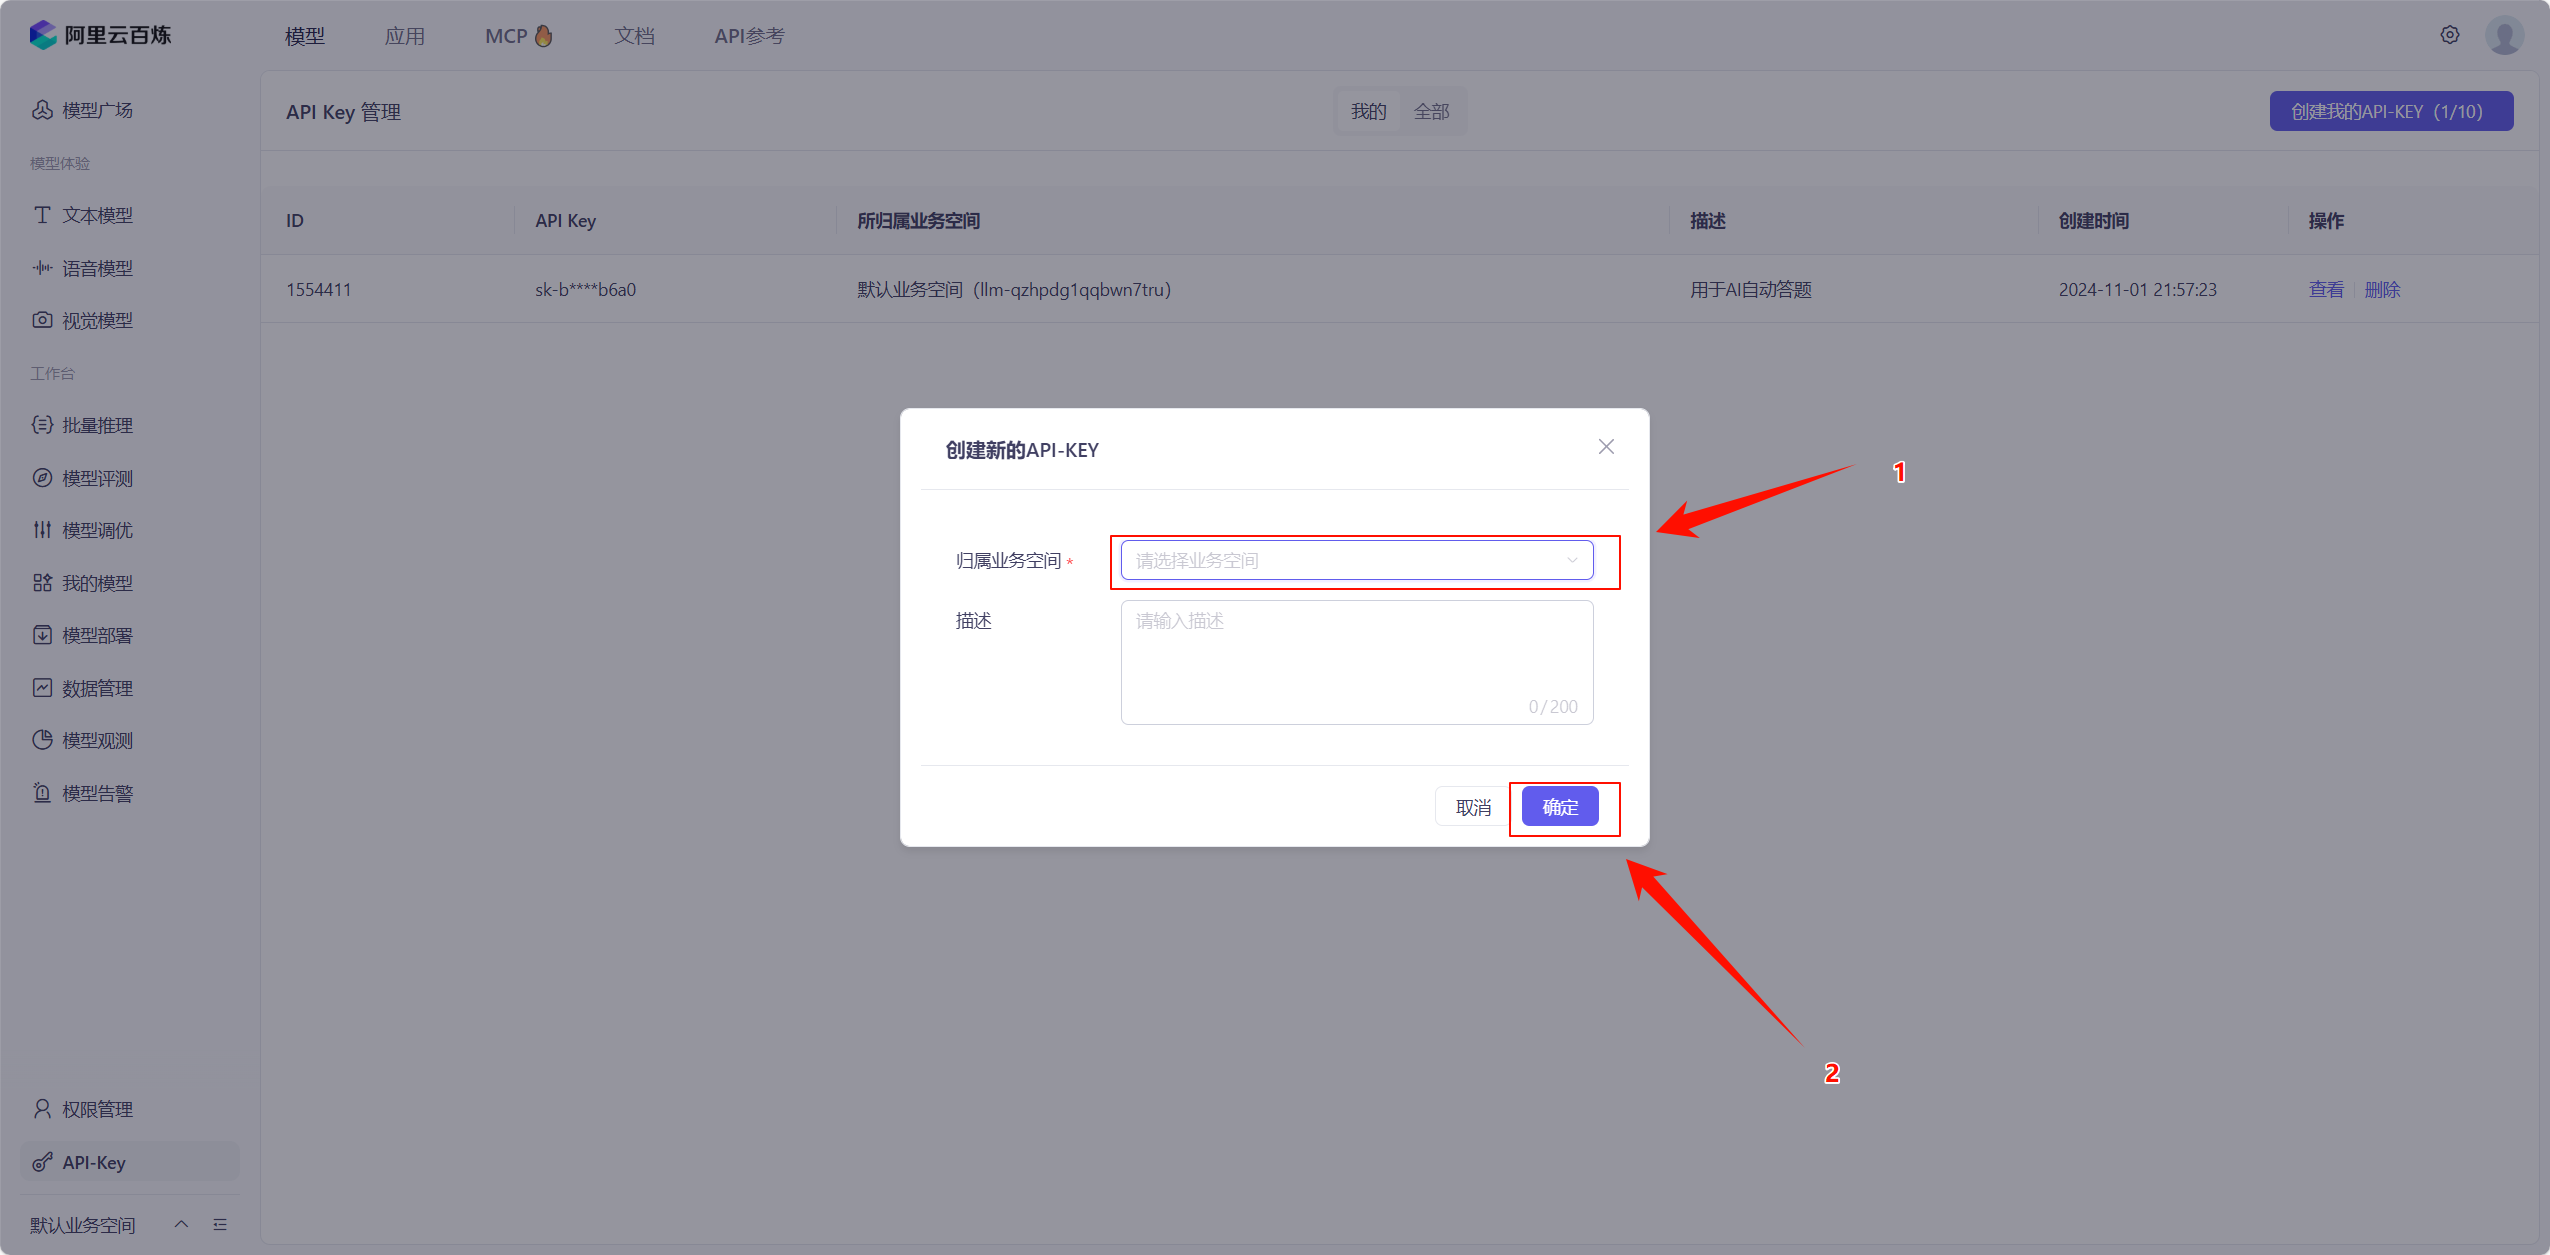 阿里云百炼
模型 应用 MCP 文档 API参考
模型广场
模型体验
文本模型
语音模型
视觉模型
工作台
批量推理
模型评测
模型调优
我的模型
模型部署
数据管理
模型观测
模型告警
权限管理
API-Key
默认业务空间
API Key 管理 我的 全部 创建我的API-KEY（1/10）
ID API Key 所归属业务空间 描述 创建时间 操作
1554411 sk-b****b6a0 默认业务空间（llm-qzhpdg1qqbwn7tru） 用于AI自动答题 2024-11-01 21:57:23 查看 删除
创建新的API-KEY
归属业务空间* 请选择业务空间
描述 请输入描述
0/200
取消 确定
1
2